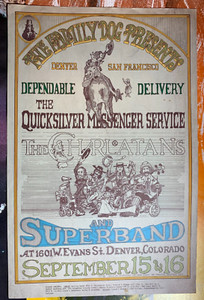 THE FAMILY DOG PRESENTS
DENVER SAN FRANCISCO
DEPENDABLE DELIVERY
THE
QUICKSILVER MESSENGER SERVICE
THE CHARLATANS
AND
SUPERBAND
AT 1601 W. EVANS ST. DENVER, COLORADO
SEPTEMBER 15 & 16